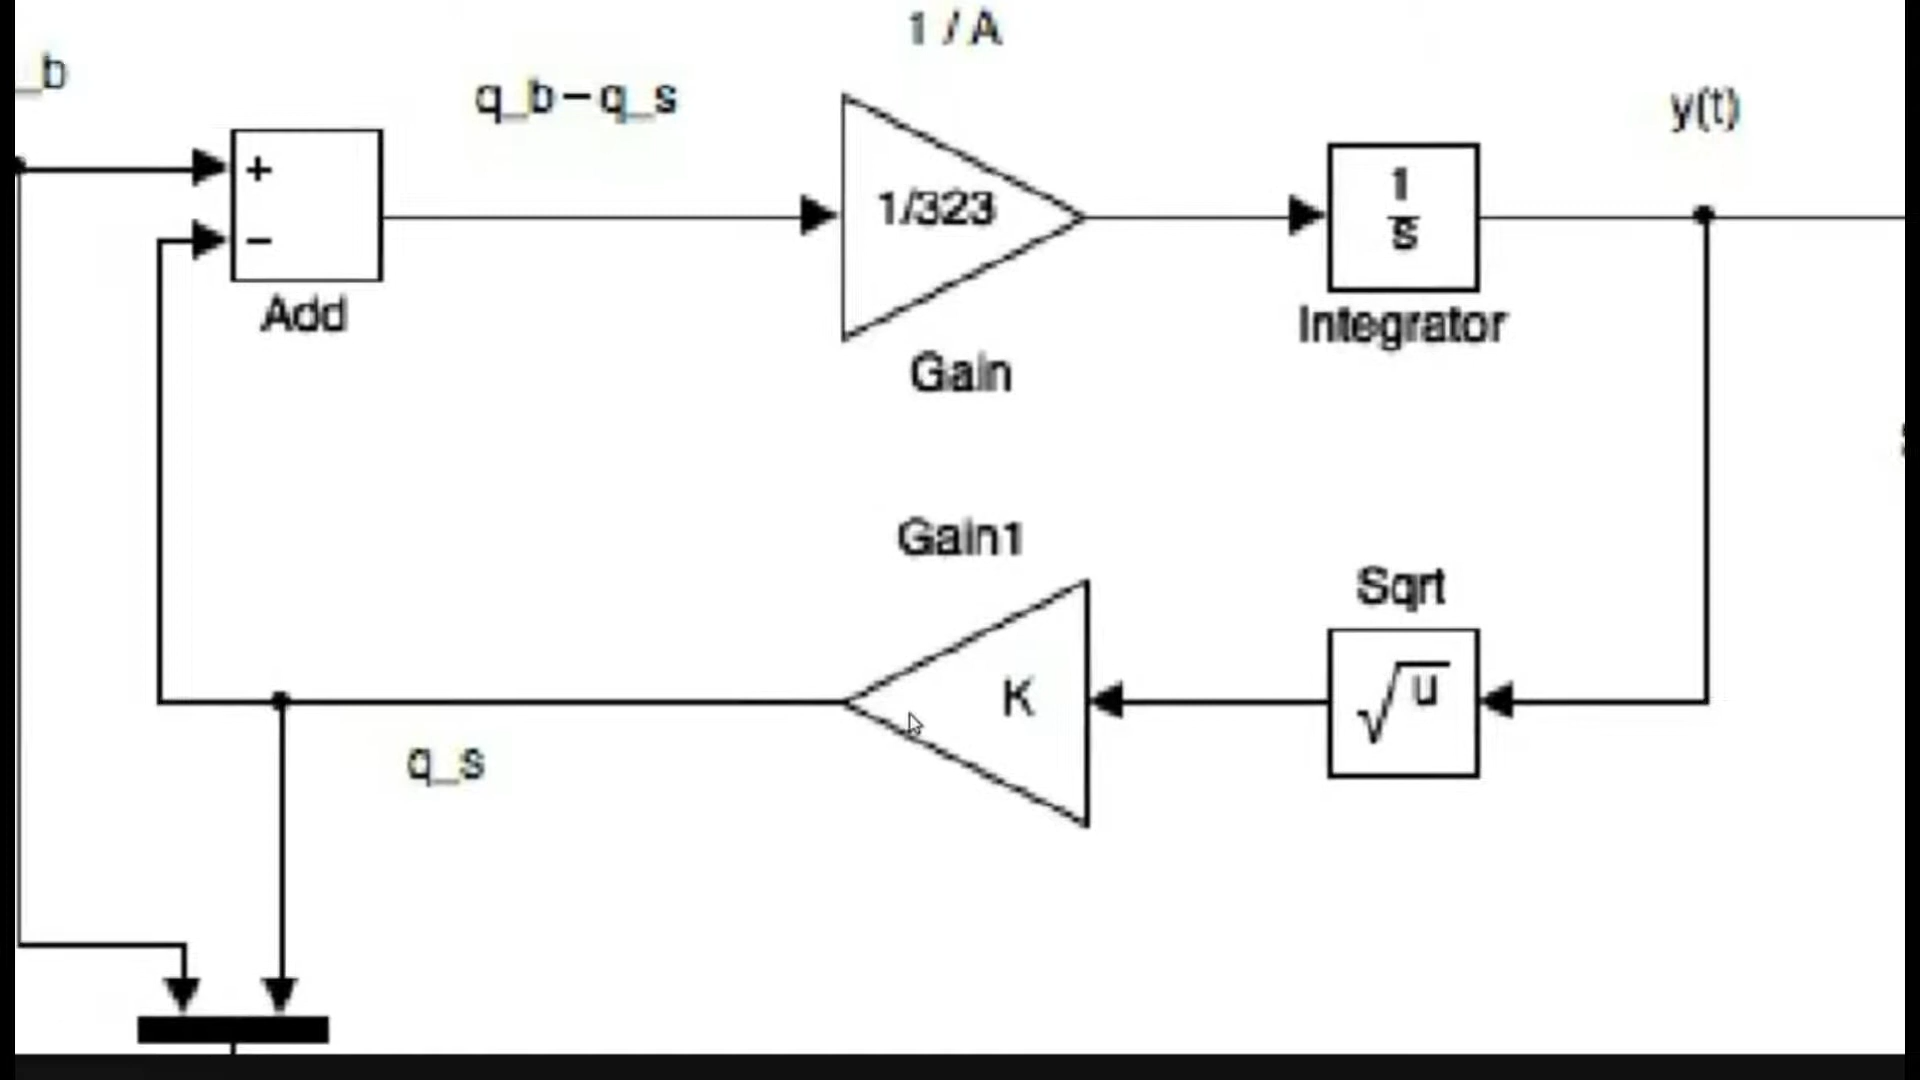 1 / A
_b
q_b-q_s
y(t)
+
1/323
1
s
−
Add
Integrator
Gain
Gain1
Sqrt
K
√u
q_s